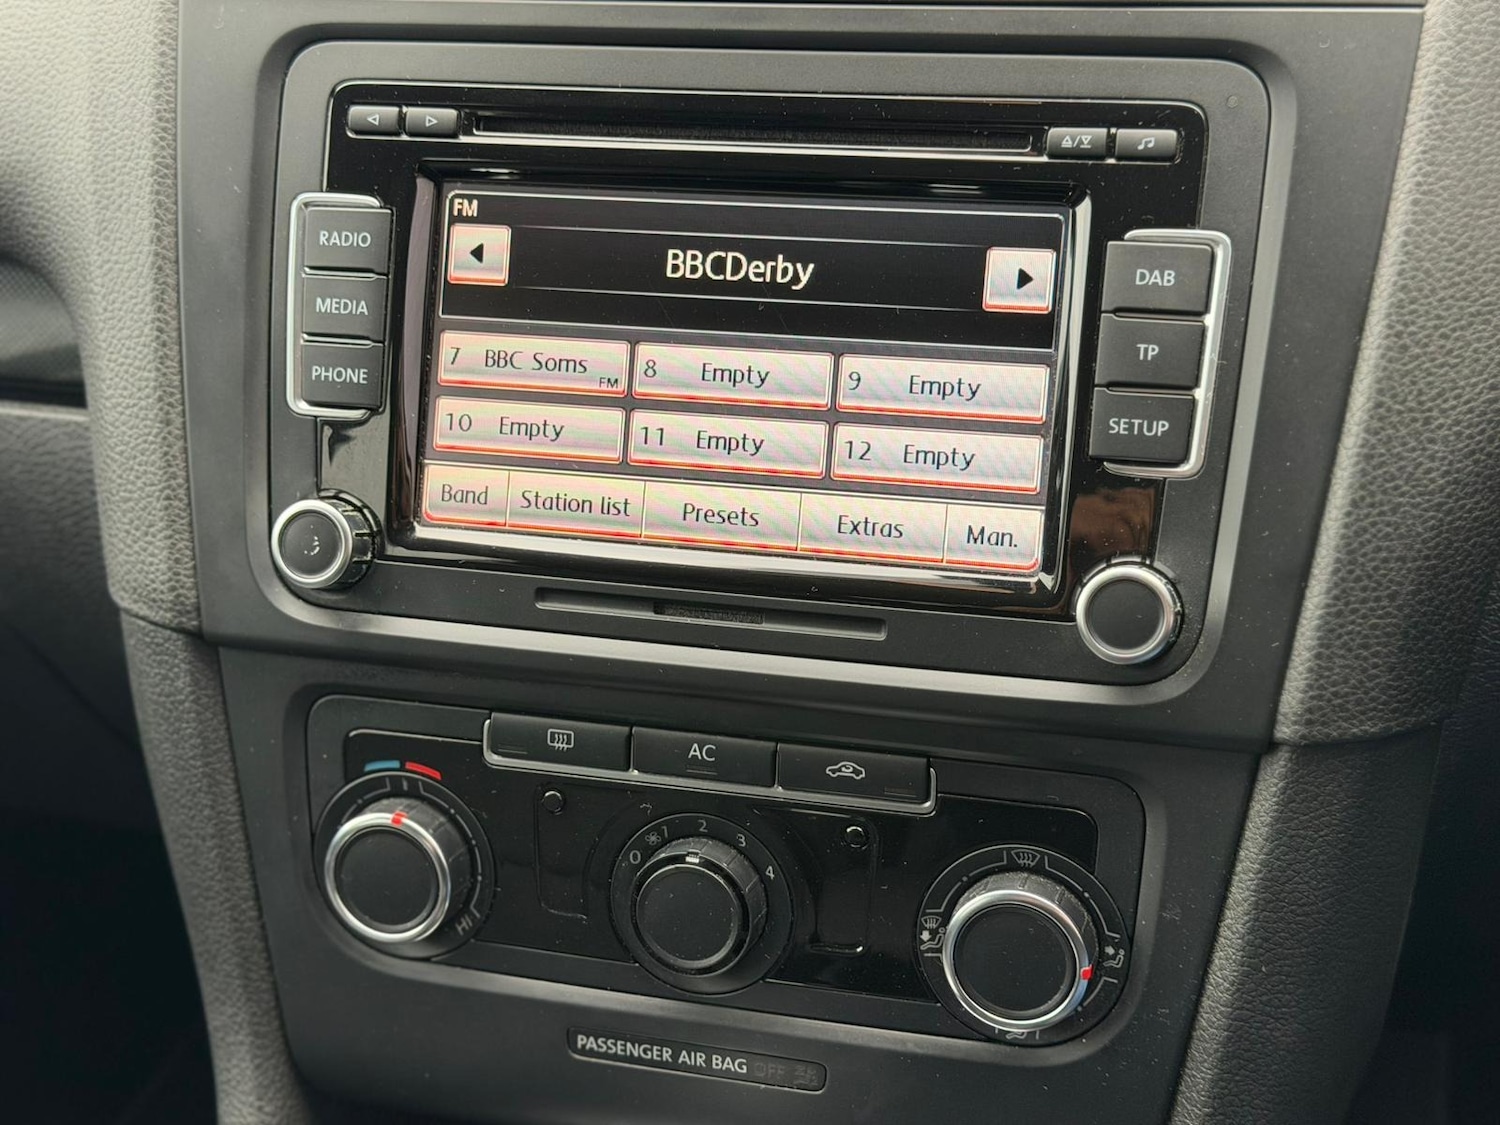 RADIO
MEDIA
PHONE
FM
BBCDerby
7 BBC Soms FM
8 Empty
9 Empty
10 Empty
11 Empty
12 Empty
Band
Station list
Presets
Extras
Man.
DAB
TP
SETUP
AC
HI
0 1 2 3 4
PASSENGER AIR BAG OFF